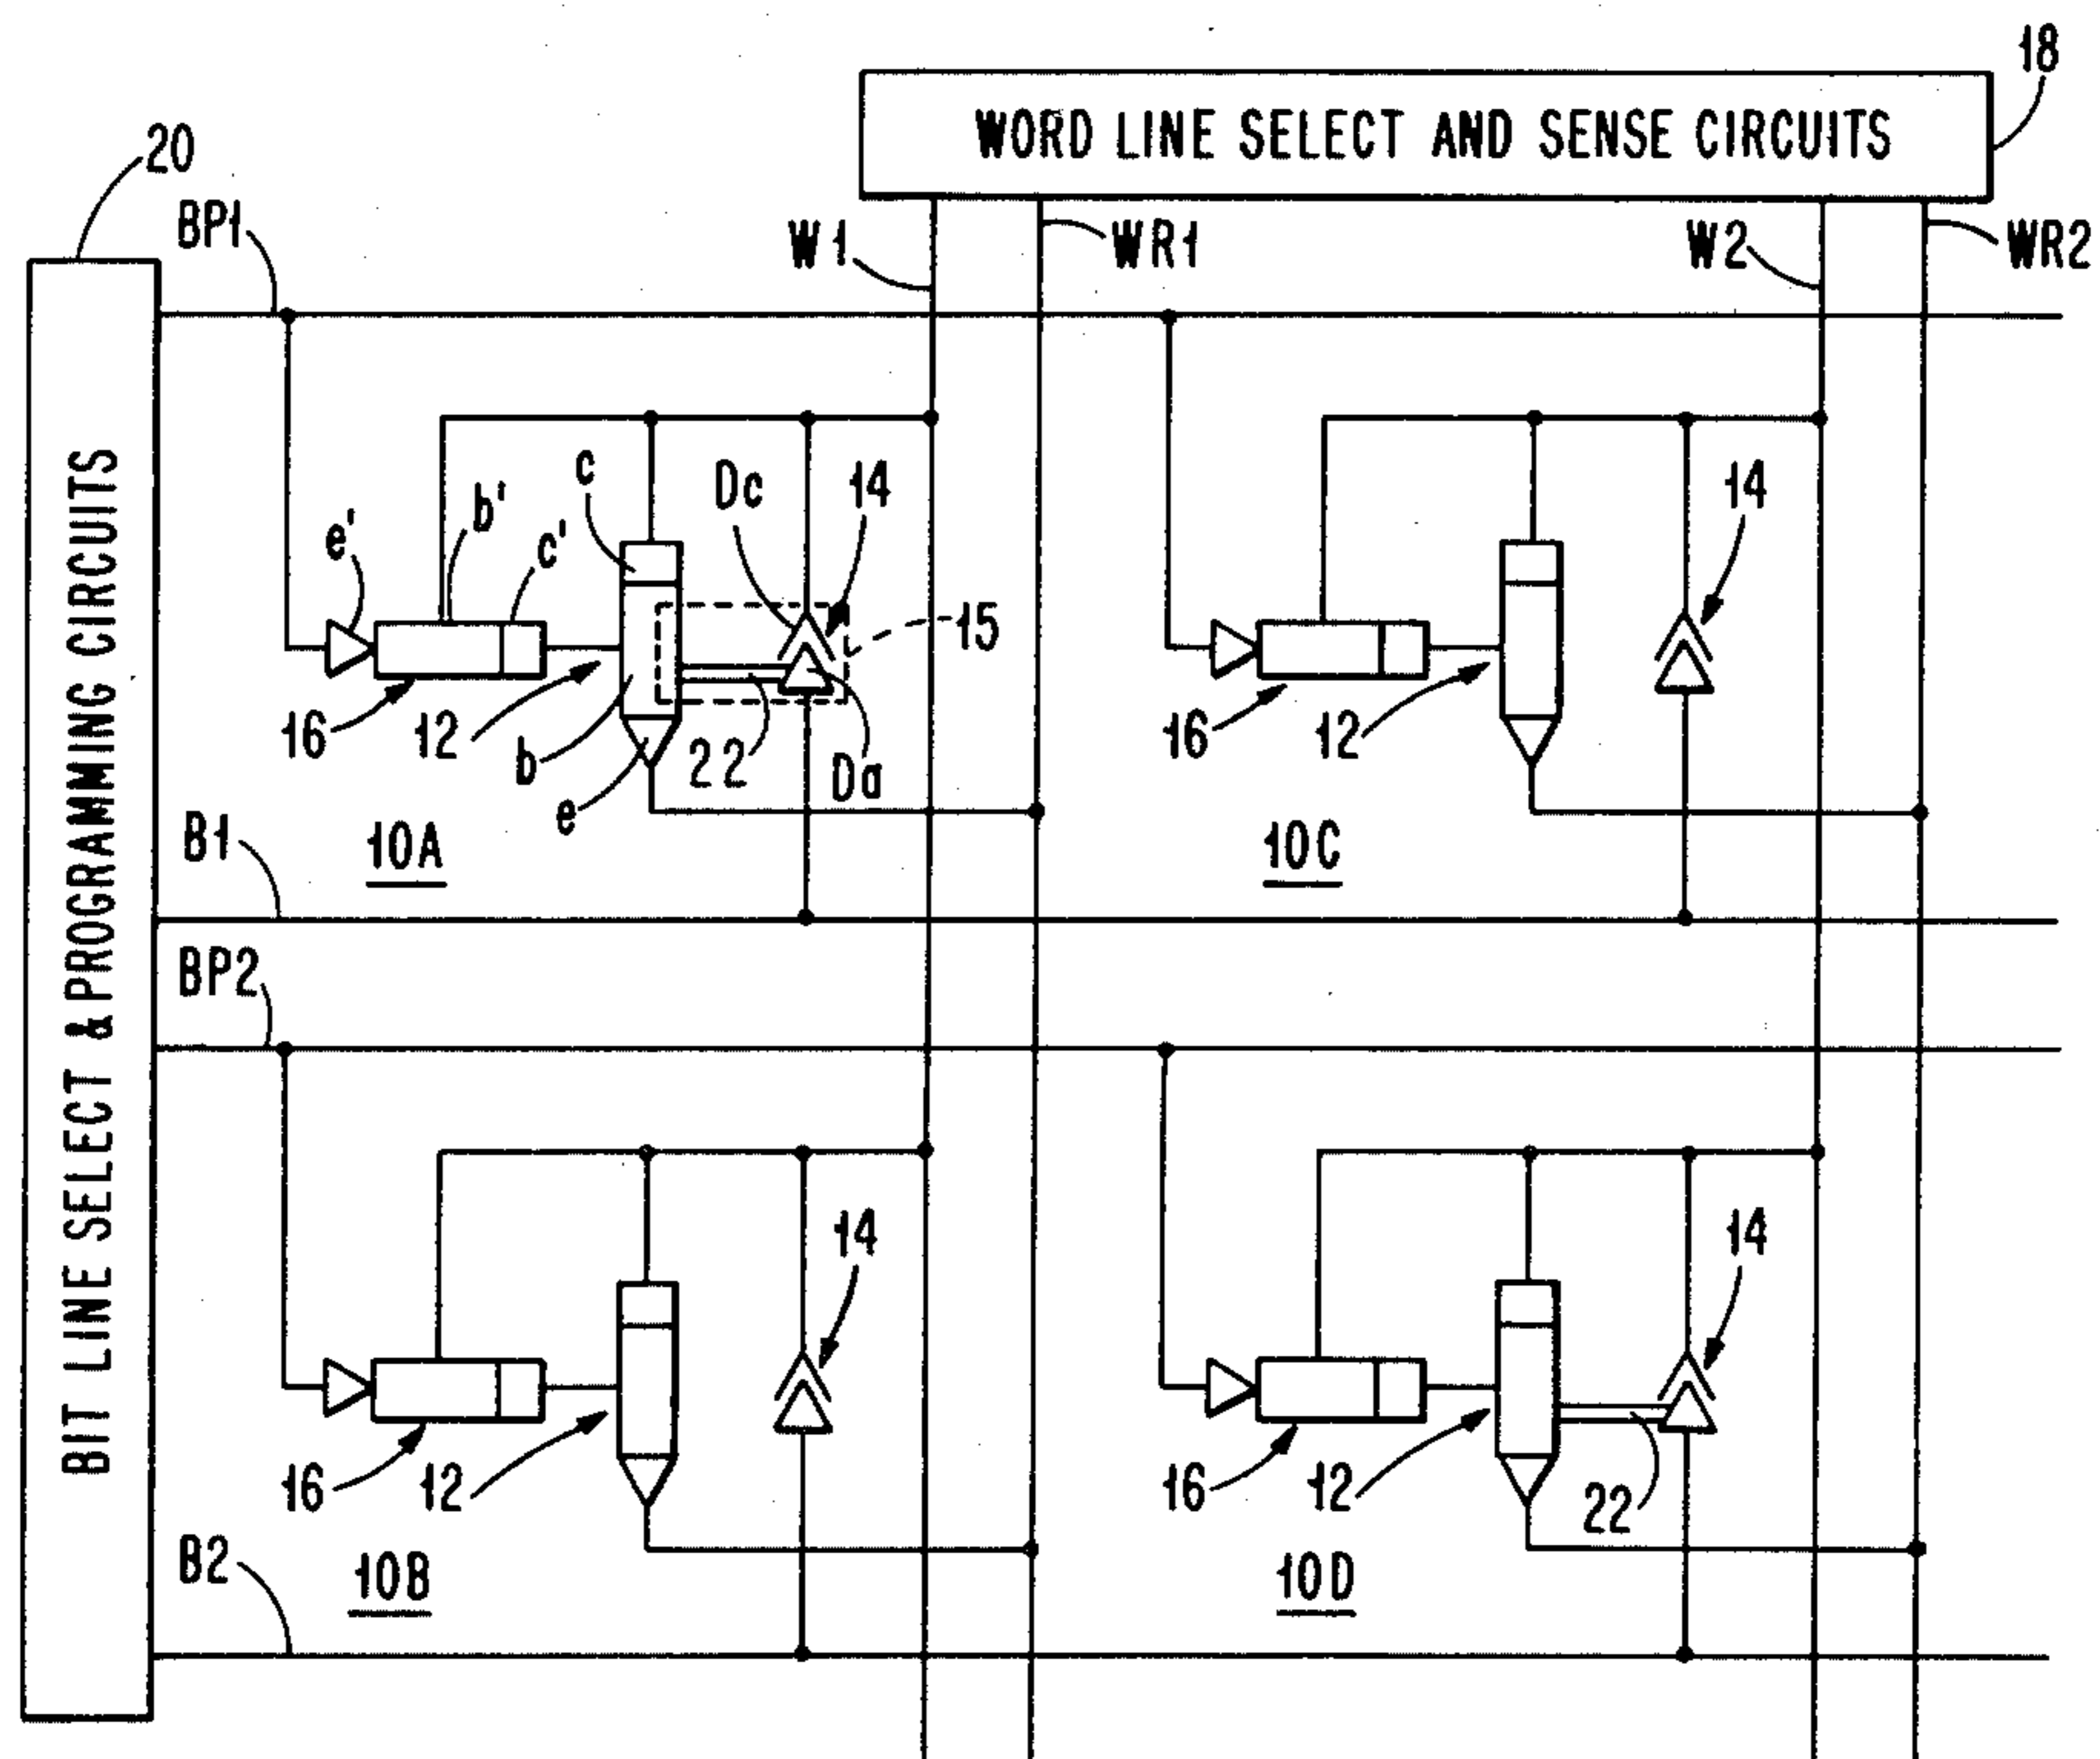 18
WORD LINE SELECT AND SENSE CIRCUITS
20
BP1
W1
WR1
W2
WR2
BIT LINE SELECT & PROGRAMMING CIRCUITS
e'
b'
c'
c
Dc
14
15
16
12
b
e
22
Da
10A
14
16
12
10C
B1
BP2
14
16
12
10B
14
16
12
22
10D
B2